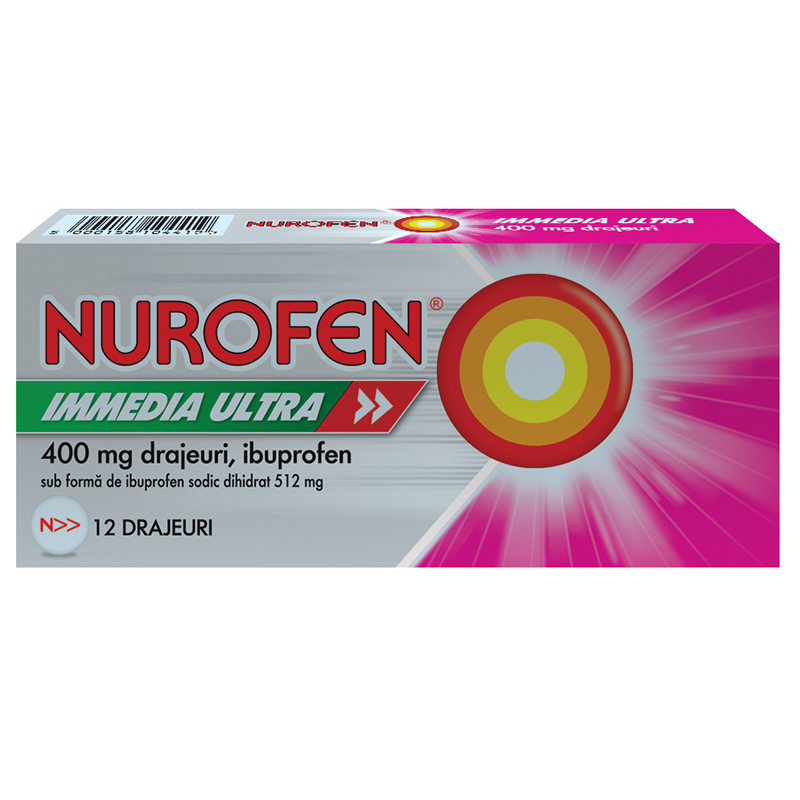 NUROFEN®
IMMEDIA ULTRA
400 mg drajeuri
NUROFEN®
IMMEDIA ULTRA
400 mg drajeuri, ibuprofen
sub formă de ibuprofen sodic dihidrat 512 mg
N>>
12 DRAJEURI